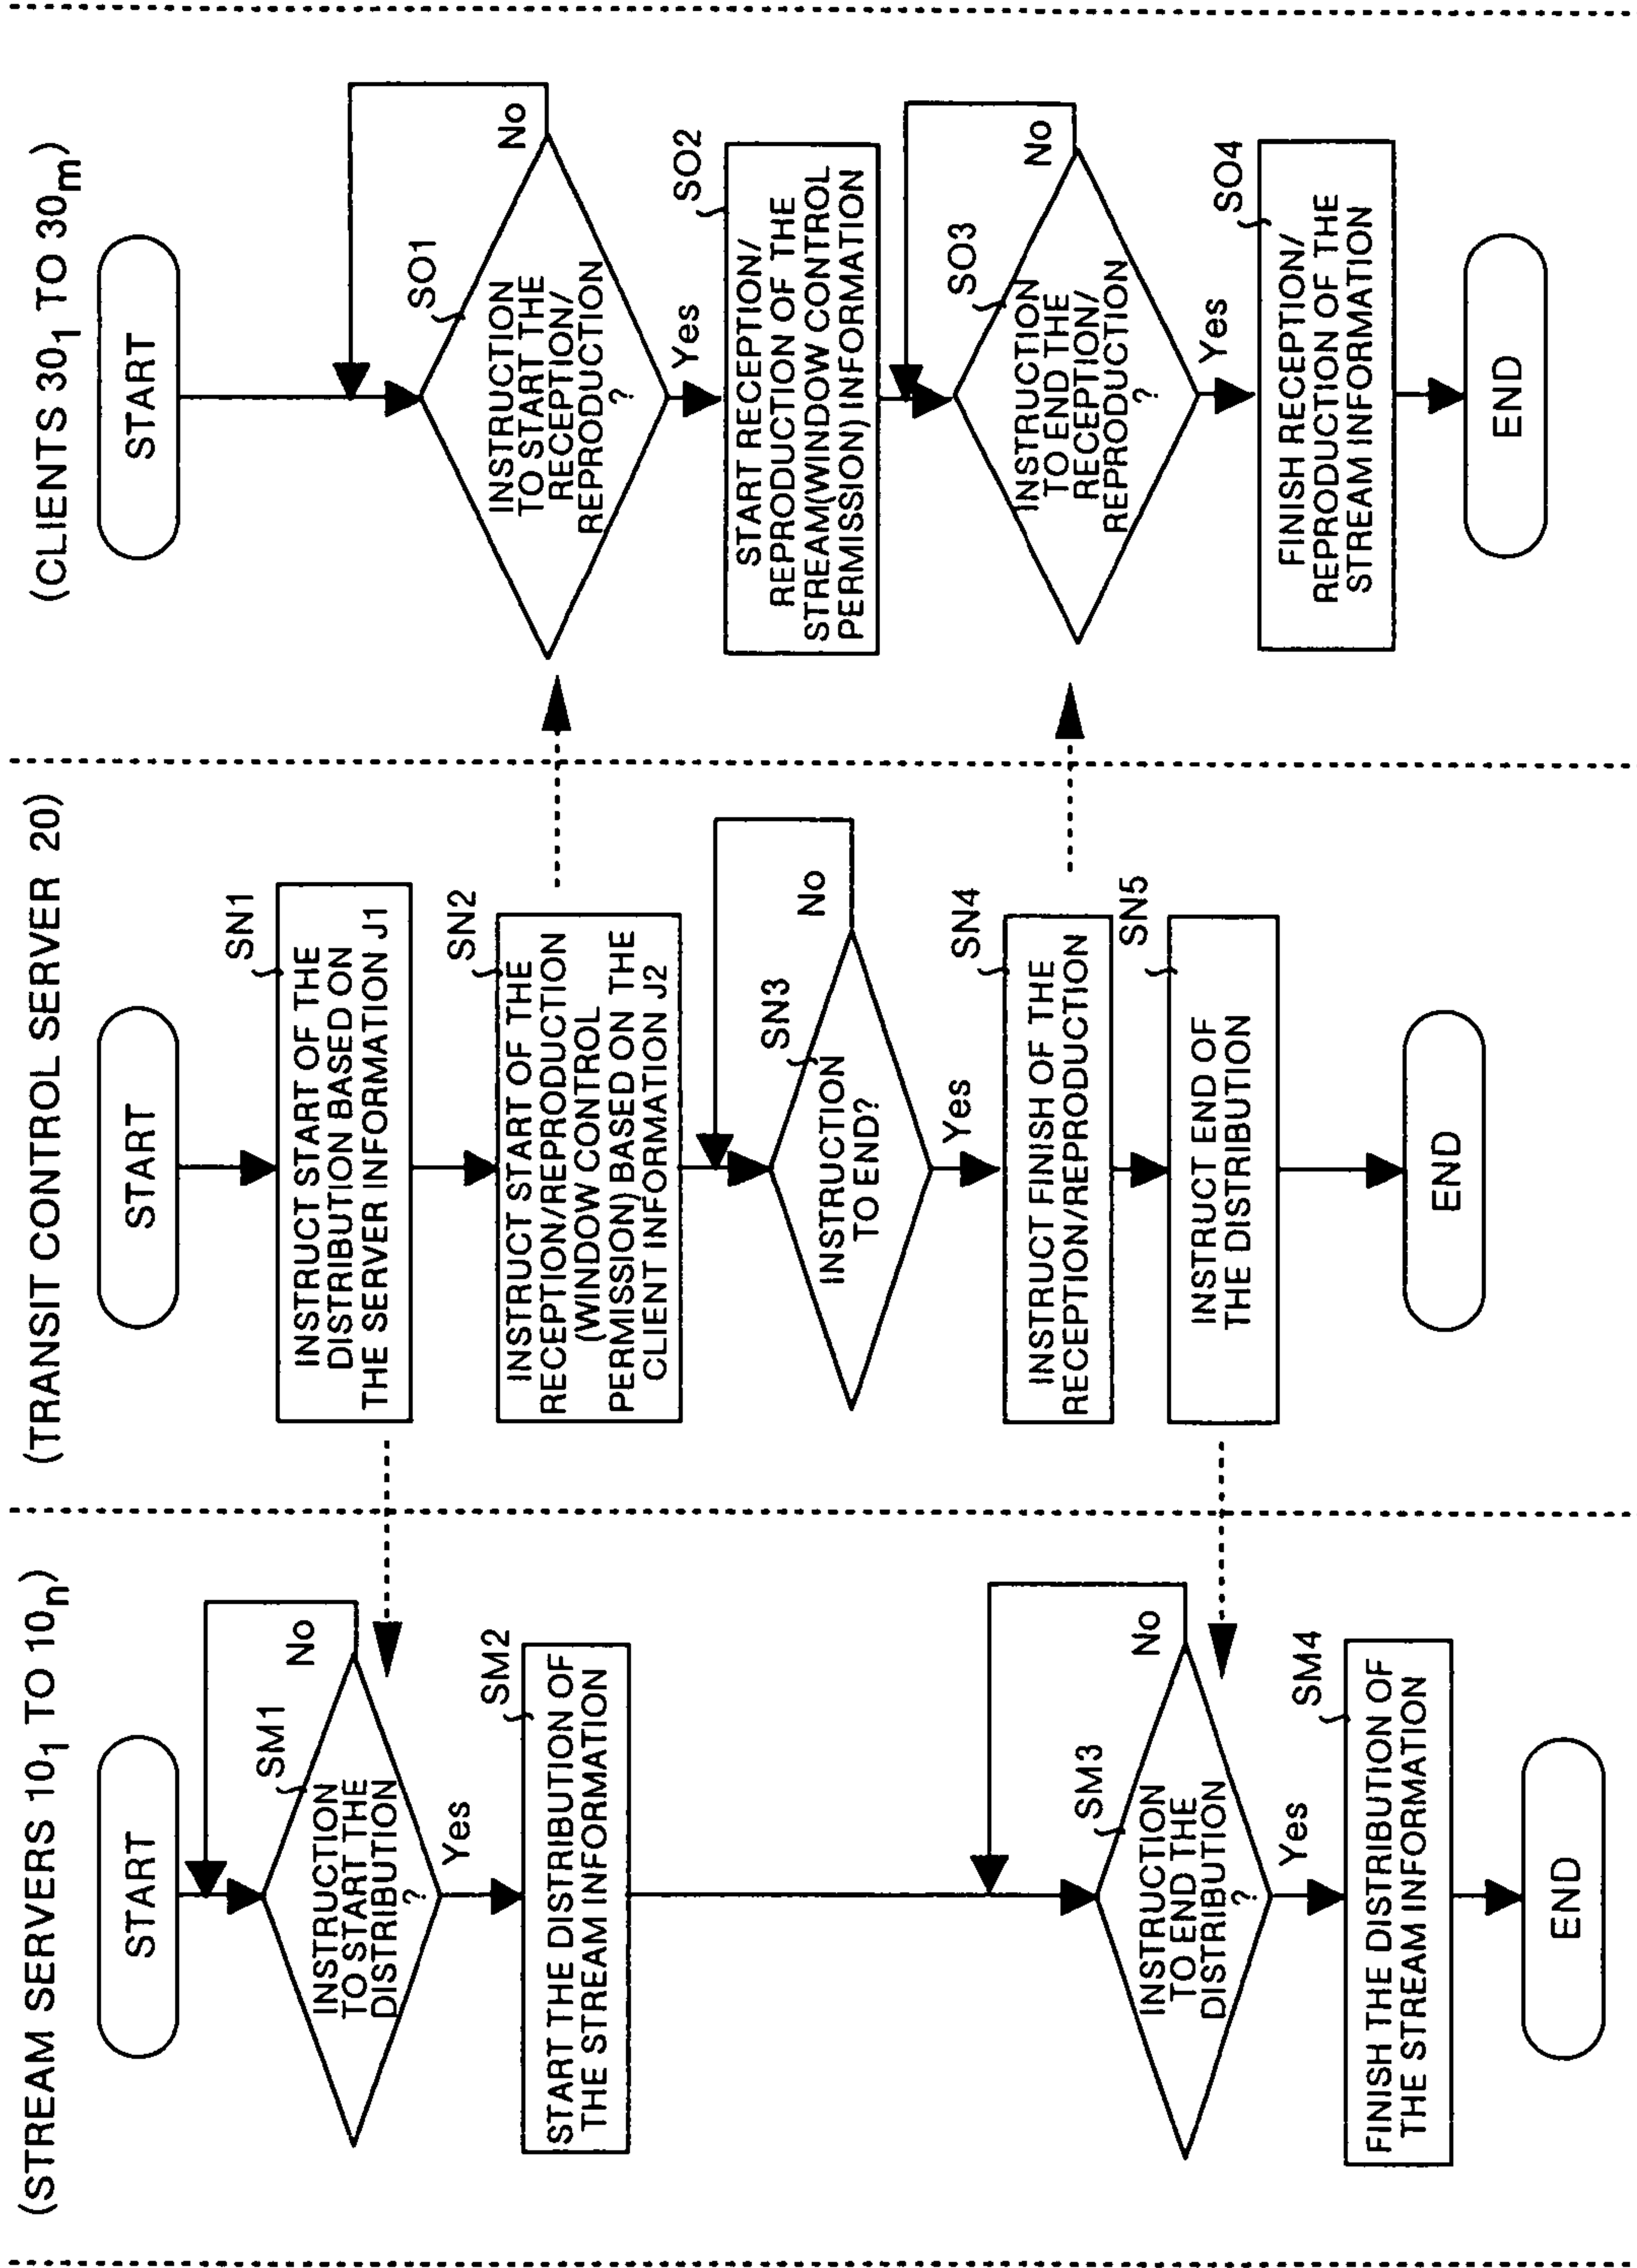 (STREAM SERVERS 10₁ TO 10ₙ)
START
SM1
INSTRUCTION
TO START THE
DISTRIBUTION
?
No
Yes
SM2
START THE DISTRIBUTION OF
THE STREAM INFORMATION
SM3
INSTRUCTION
TO END THE
DISTRIBUTION
?
No
Yes
SM4
FINISH THE DISTRIBUTION OF
THE STREAM INFORMATION
END
(TRANSIT CONTROL SERVER 20)
START
SN1
INSTRUCT START OF THE
DISTRIBUTION BASED ON
THE SERVER INFORMATION J1
SN2
INSTRUCT START OF THE
RECEPTION/REPRODUCTION
(WINDOW CONTROL
PERMISSION) BASED ON THE
CLIENT INFORMATION J2
SN3
INSTRUCTION
TO END?
No
Yes
SN4
INSTRUCT FINISH OF THE
RECEPTION/REPRODUCTION
SN5
INSTRUCT END OF
THE DISTRIBUTION
END
(CLIENTS 30₁ TO 30ₘ)
START
SO1
INSTRUCTION
TO START THE
RECEPTION/
REPRODUCTION
?
No
Yes
SO2
START RECEPTION/
REPRODUCTION OF THE
STREAM(WINDOW CONTROL
PERMISSION) INFORMATION
SO3
INSTRUCTION
TO END THE
RECEPTION/
REPRODUCTION
?
No
Yes
SO4
FINISH RECEPTION/
REPRODUCTION OF THE
STREAM INFORMATION
END